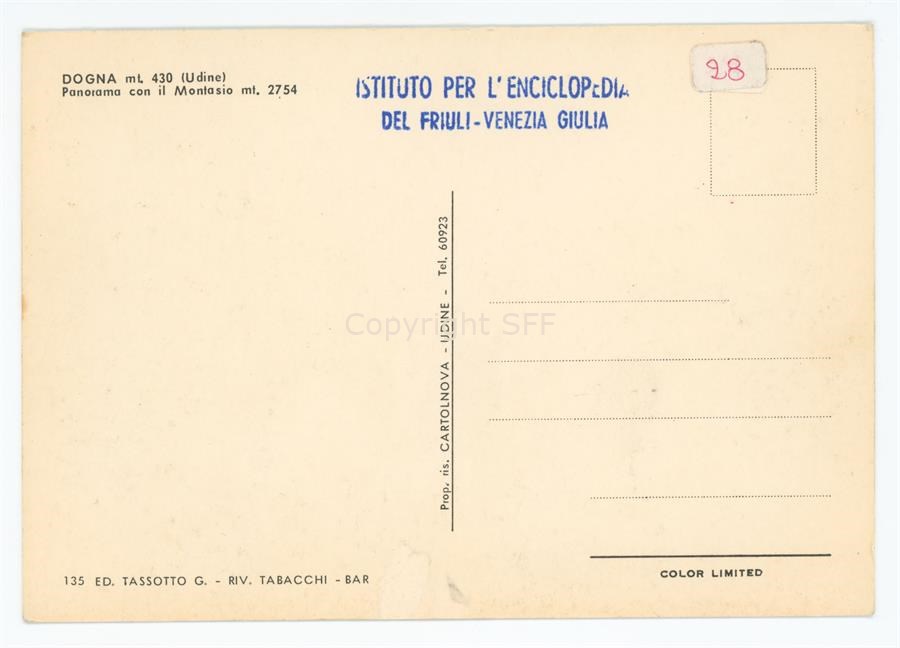 DOGNA mt. 430 (Udine)
Panorama con il Montasio mt. 2754
ISTITUTO PER L'ENCICLOPEDIA
DEL FRIULI-VENEZIA GIULIA
28
Prop. ris. CARTOLNOVA - UDINE - Tel. 60923
Copyright SFF
135 ED. TASSOTTO G. - RIV. TABACCHI - BAR
COLOR LIMITED